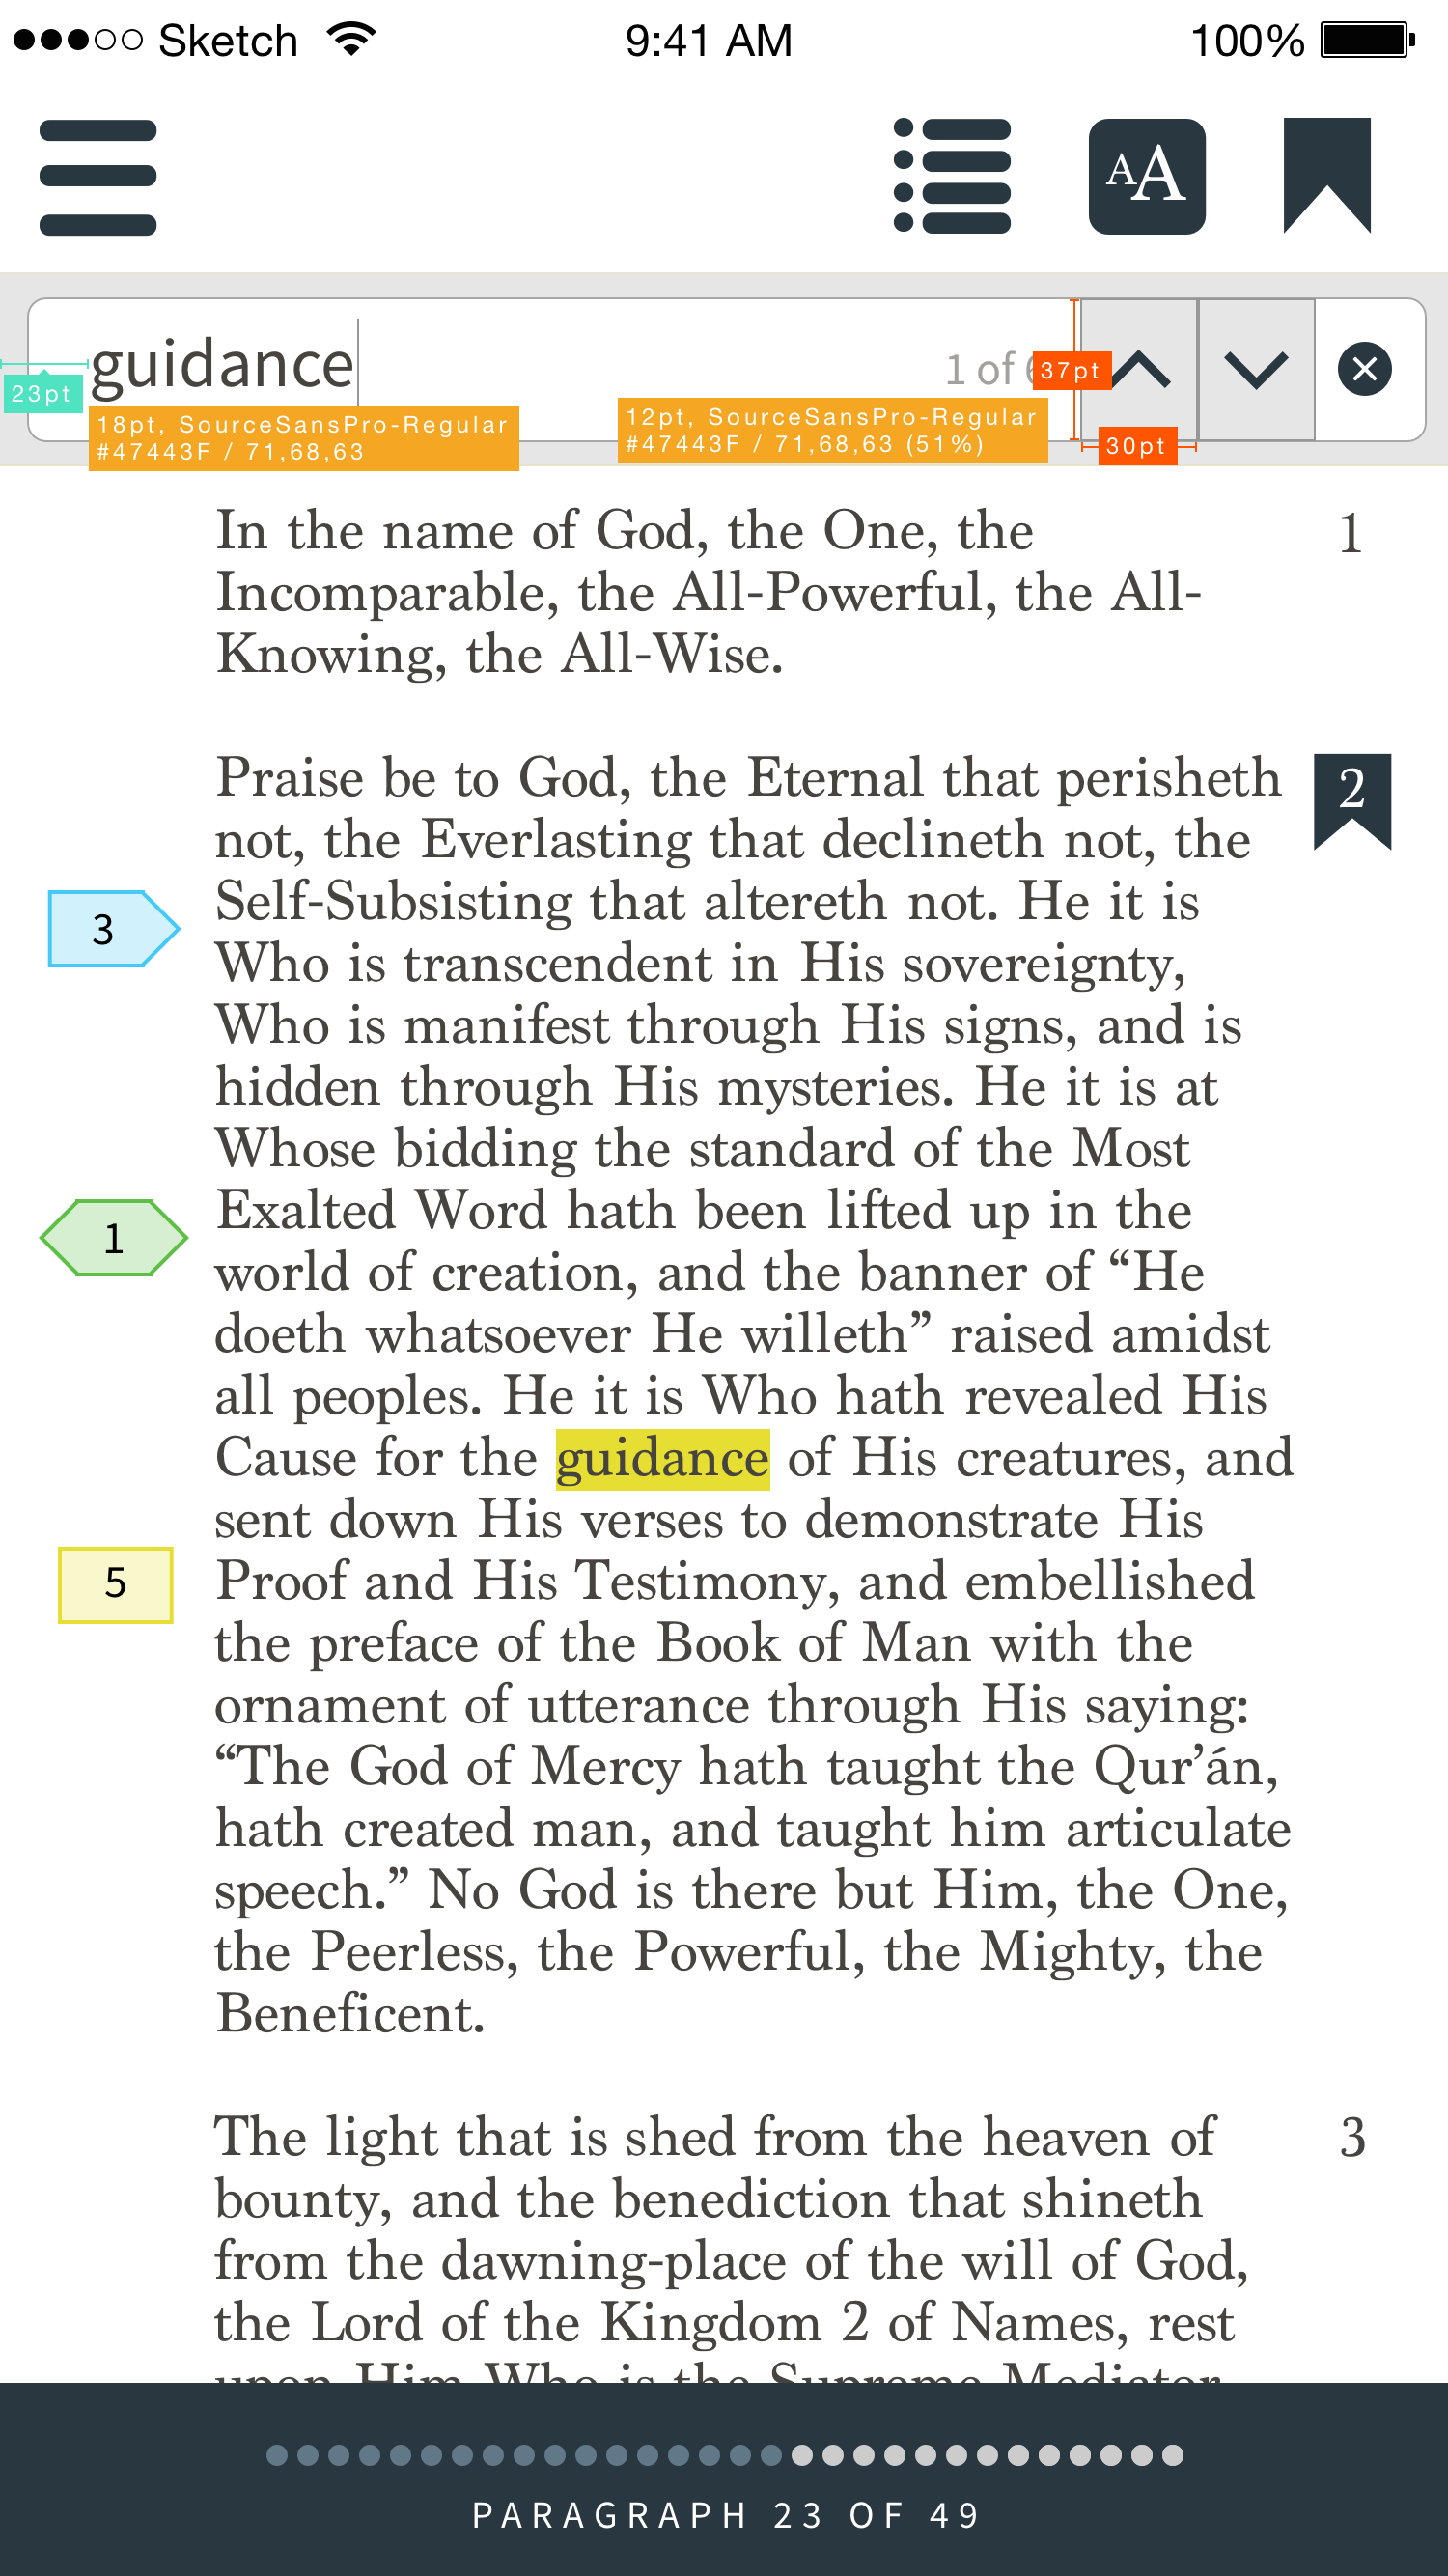 Sketch 9:41 AM 100%
AA
guidance 1 of
23pt
37pt
18pt, SourceSansPro-Regular
#47443F / 71,68,63
12pt, SourceSansPro-Regular
#47443F / 71,68,63 (51%)
30pt
In the name of God, the One, the 1
Incomparable, the All-Powerful, the All-
Knowing, the All-Wise.
Praise be to God, the Eternal that perisheth 2
not, the Everlasting that declineth not, the
Self-Subsisting that altereth not. He it is
3
Who is transcendent in His sovereignty,
Who is manifest through His signs, and is
hidden through His mysteries. He it is at
Whose bidding the standard of the Most
Exalted Word hath been lifted up in the
1
world of creation, and the banner of “He
doeth whatsoever He willeth” raised amidst
all peoples. He it is Who hath revealed His
Cause for the guidance of His creatures, and
sent down His verses to demonstrate His
5 Proof and His Testimony, and embellished
the preface of the Book of Man with the
ornament of utterance through His saying:
“The God of Mercy hath taught the Qur’án,
hath created man, and taught him articulate
speech.” No God is there but Him, the One,
the Peerless, the Powerful, the Mighty, the
Beneficent.
The light that is shed from the heaven of 3
bounty, and the benediction that shineth
from the dawning-place of the will of God,
the Lord of the Kingdom 2 of Names, rest
upon Him Who is the Supreme Mediator
PARAGRAPH 23 OF 49